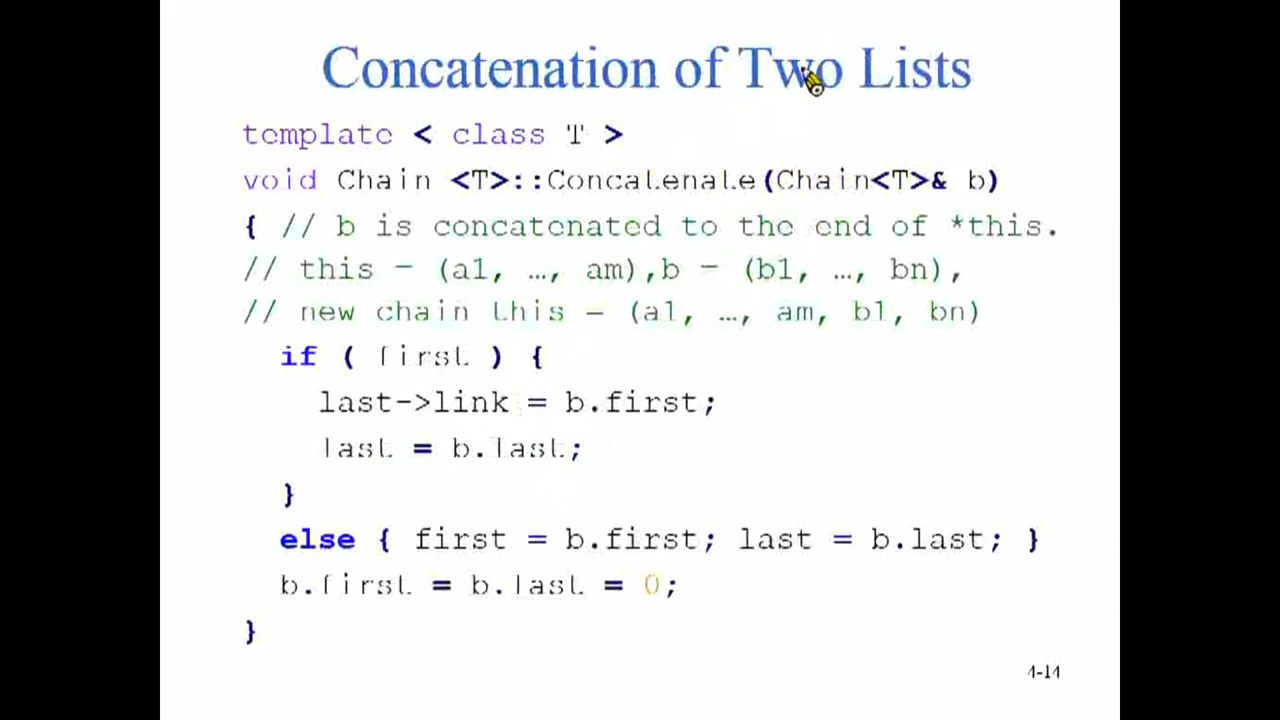 Concatenation of Two Lists
template < class T >
void Chain <T>::Concatenate(Chain<T>& b)
{ // b is concatenated to the end of *this.
// this = (a1, …, am),b = (b1, …, bn),
// new chain this = (a1, …, am, b1, bn)
if ( first ) {
last->link = b.first;
last = b.last;
}
else { first = b.first; last = b.last; }
b.first = b.last = 0;
}
4-14